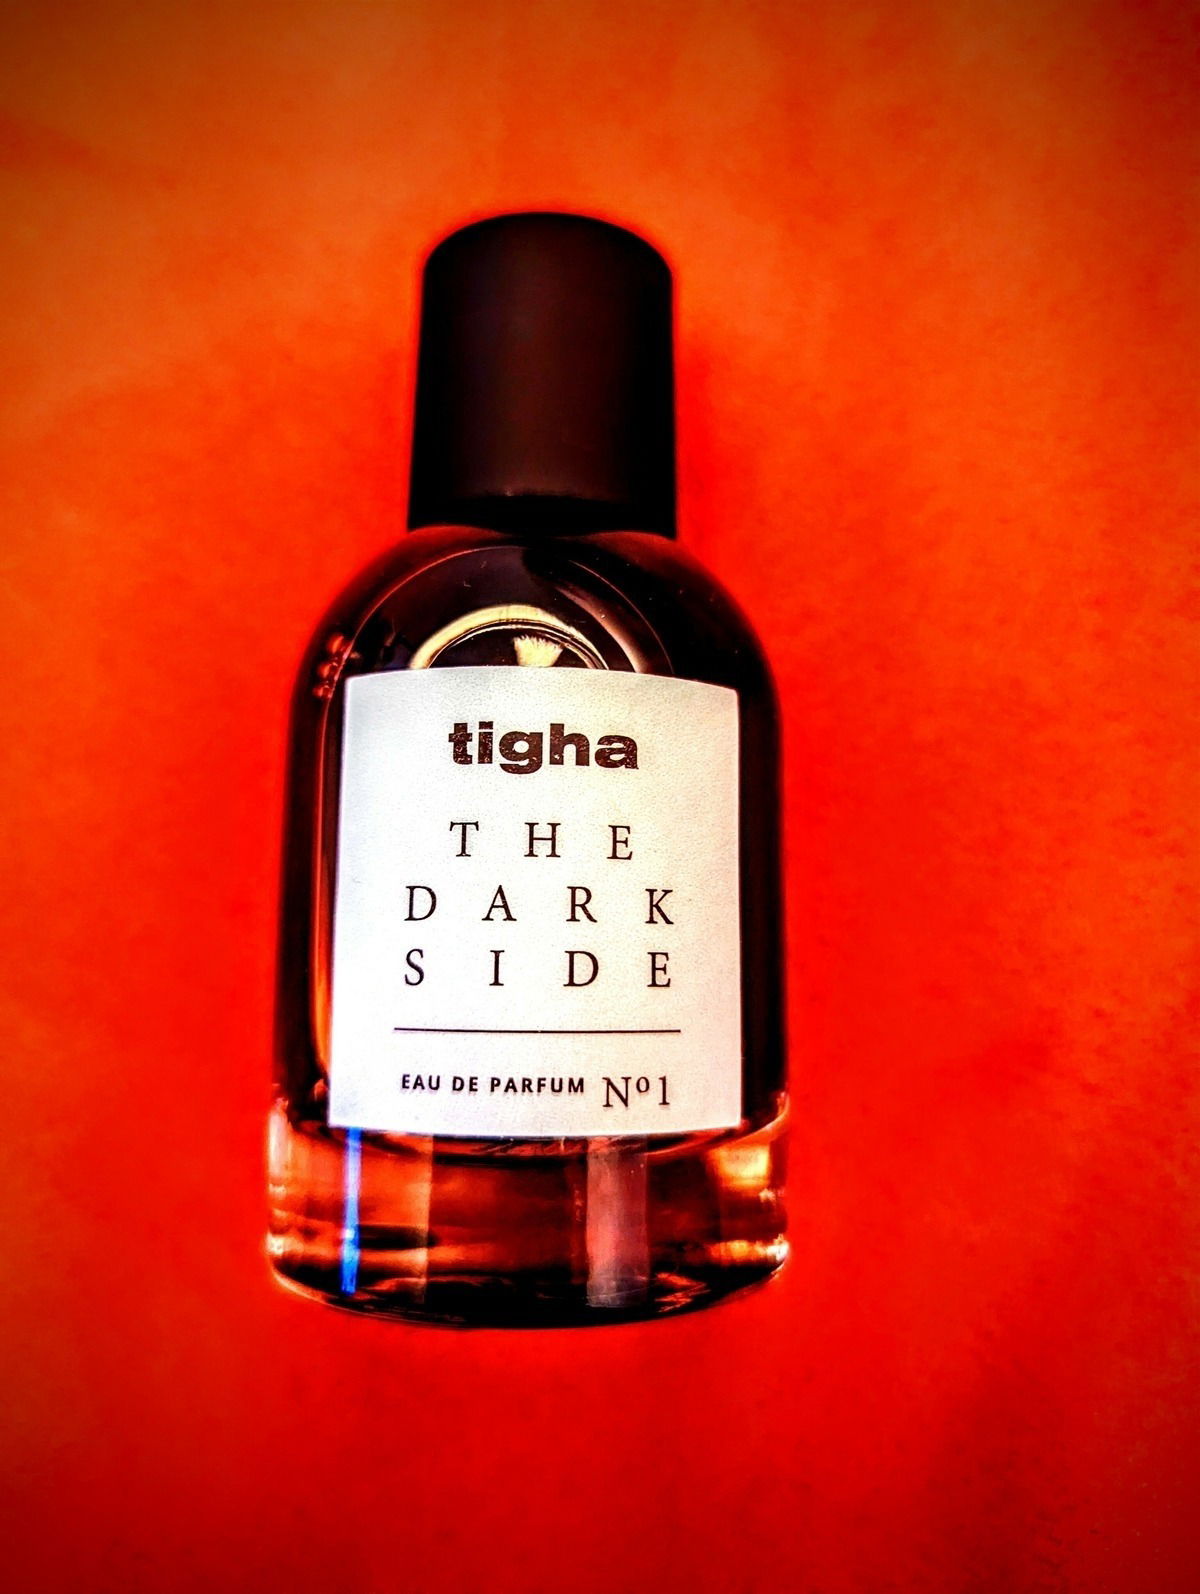 tigha
THE
DARK
SIDE
EAU DE PARFUM Nº1